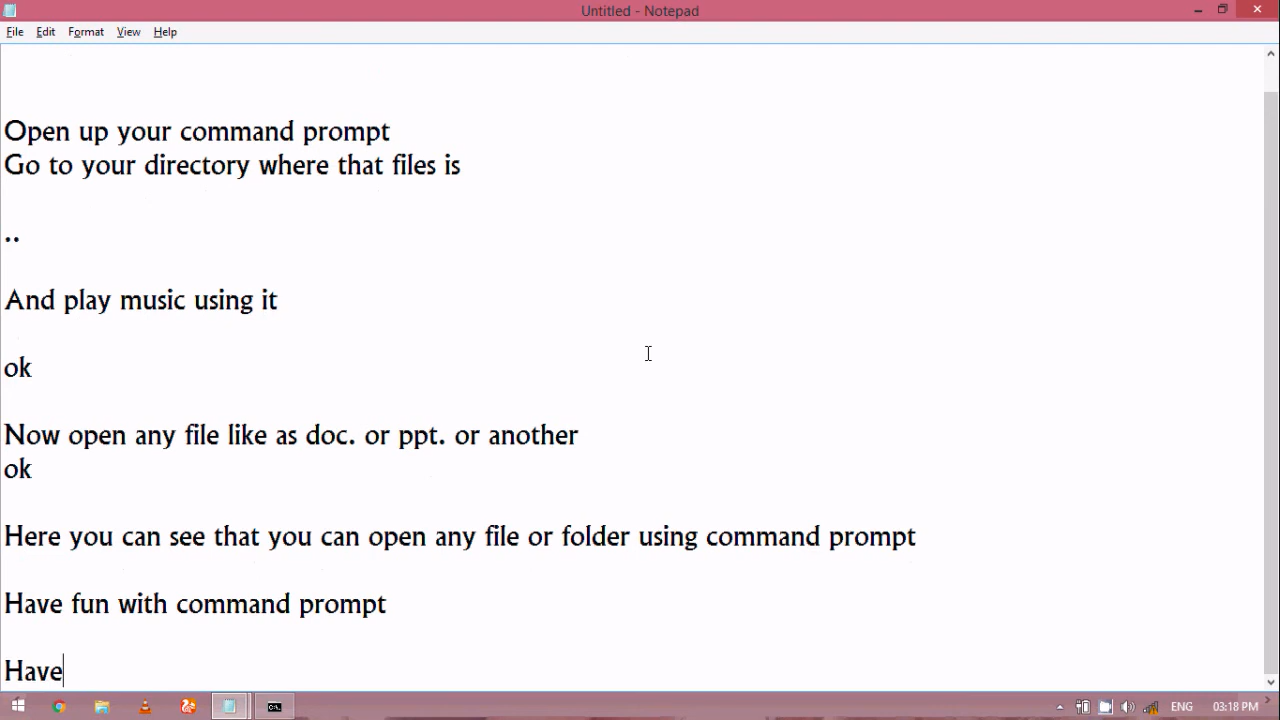 Untitled - Notepad
File Edit Format View Help
Open up your command prompt
Go to your directory where that files is
..
And play music using it
ok
Now open any file like as doc. or ppt. or another
ok
Here you can see that you can open any file or folder using command prompt
Have fun with command prompt
Have
ENG 03:18 PM